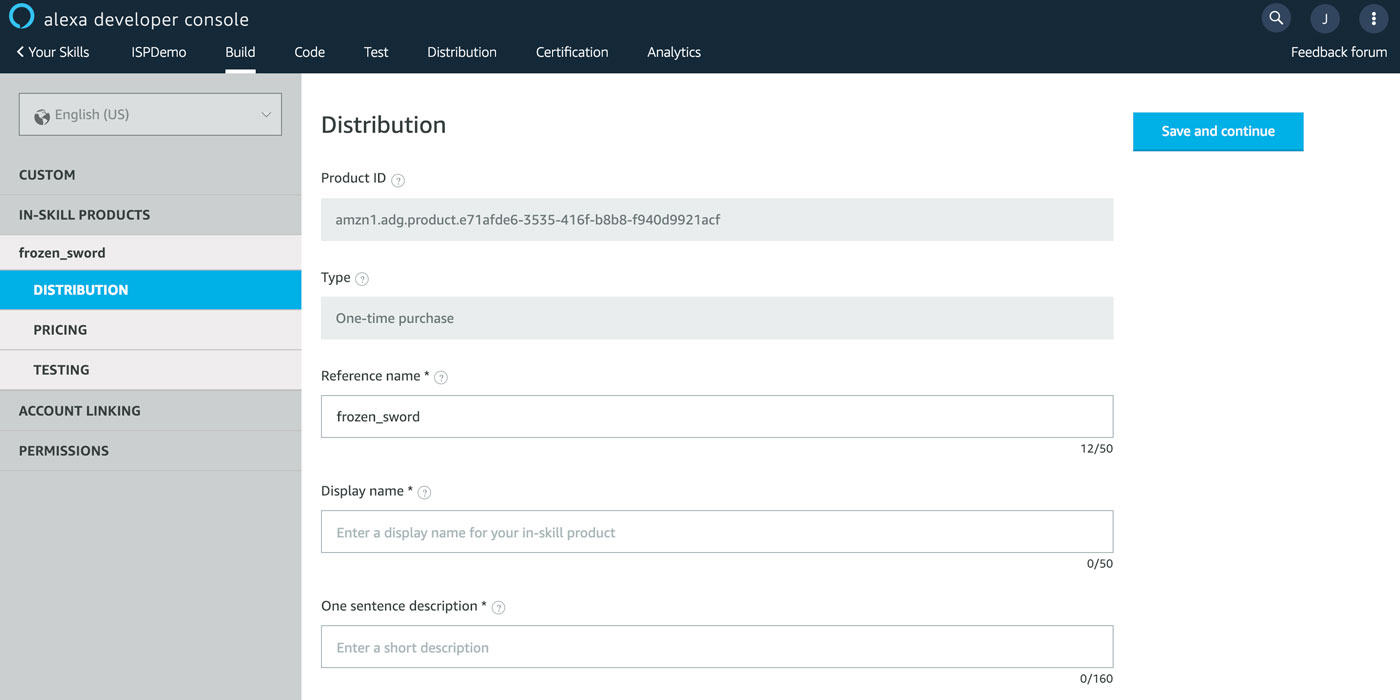 alexa developer console
J
Your Skills
ISPDemo
Build
Code
Test
Distribution
Certification
Analytics
Feedback forum
English (US)
CUSTOM
IN-SKILL PRODUCTS
frozen_sword
DISTRIBUTION
PRICING
TESTING
ACCOUNT LINKING
PERMISSIONS
Distribution
Save and continue
Product ID ?
amzn1.adg.product.e71afde6-3535-416f-b8b8-f940d9921acf
Type ?
One-time purchase
Reference name * ?
frozen_sword
12/50
Display name * ?
Enter a display name for your in-skill product
0/50
One sentence description * ?
Enter a short description
0/160